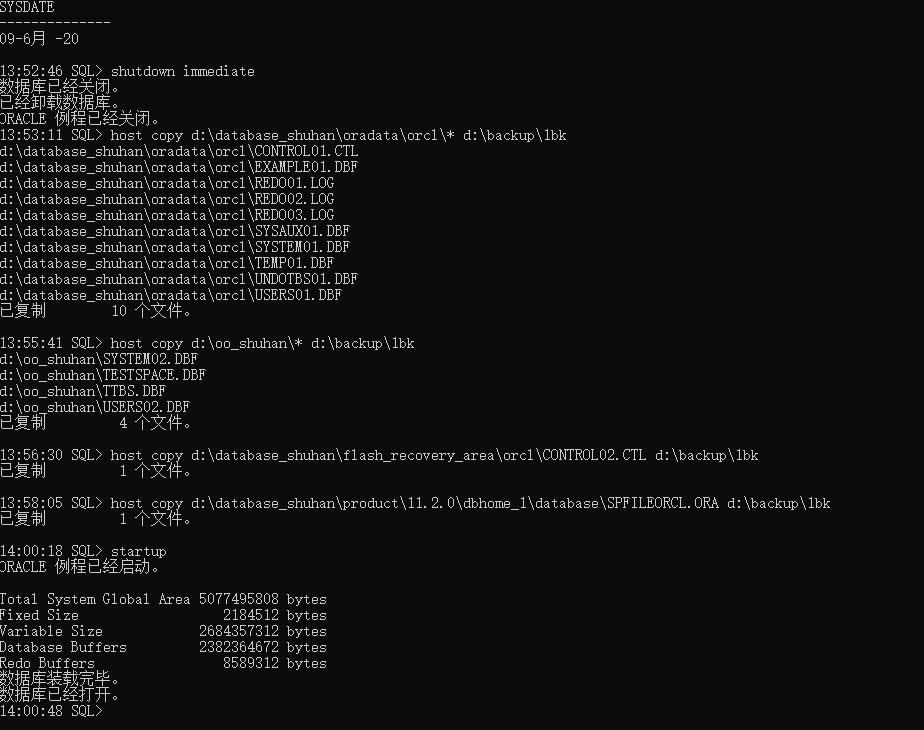 SYSDATE
--------------
09-6月 -20
13:52:46 SQL> shutdown immediate
数据库已经关闭。
已经卸载数据库。
ORACLE 例程已经关闭。
13:53:11 SQL> host copy d:\database_shuhan\oradata\orcl\* d:\backup\lbk
d:\database_shuhan\oradata\orcl\CONTROL01.CTL
d:\database_shuhan\oradata\orcl\EXAMPLE01.DBF
d:\database_shuhan\oradata\orcl\REDO01.LOG
d:\database_shuhan\oradata\orcl\REDO02.LOG
d:\database_shuhan\oradata\orcl\REDO03.LOG
d:\database_shuhan\oradata\orcl\SYSAUX01.DBF
d:\database_shuhan\oradata\orcl\SYSTEM01.DBF
d:\database_shuhan\oradata\orcl\TEMP01.DBF
d:\database_shuhan\oradata\orcl\UNDOTBS01.DBF
d:\database_shuhan\oradata\orcl\USERS01.DBF
已复制         10 个文件。
13:55:41 SQL> host copy d:\oo_shuhan\* d:\backup\lbk
d:\oo_shuhan\SYSTEM02.DBF
d:\oo_shuhan\TESTSPACE.DBF
d:\oo_shuhan\TTBS.DBF
d:\oo_shuhan\USERS02.DBF
已复制          4 个文件。
13:56:30 SQL> host copy d:\database_shuhan\flash_recovery_area\orcl\CONTROL02.CTL d:\backup\lbk
已复制          1 个文件。
13:58:05 SQL> host copy d:\database_shuhan\product\11.2.0\dbhome_1\database\SPFILEORCL.ORA d:\backup\lbk
已复制          1 个文件。
14:00:18 SQL> startup
ORACLE 例程已经启动。
Total System Global Area 5077495808 bytes
Fixed Size                  2184512 bytes
Variable Size            2684357312 bytes
Database Buffers         2382364672 bytes
Redo Buffers                8589312 bytes
数据库装载完毕。
数据库已经打开。
14:00:48 SQL>